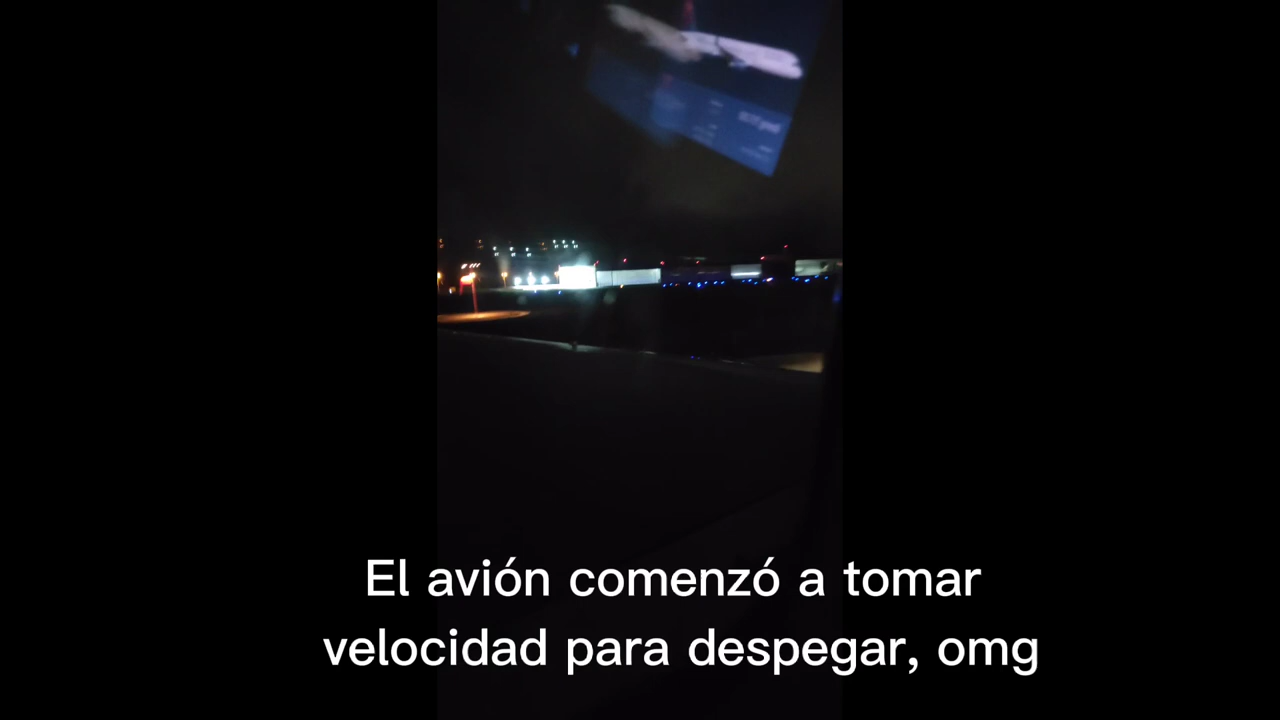 El avión comenzó a tomar
velocidad para despegar, omg